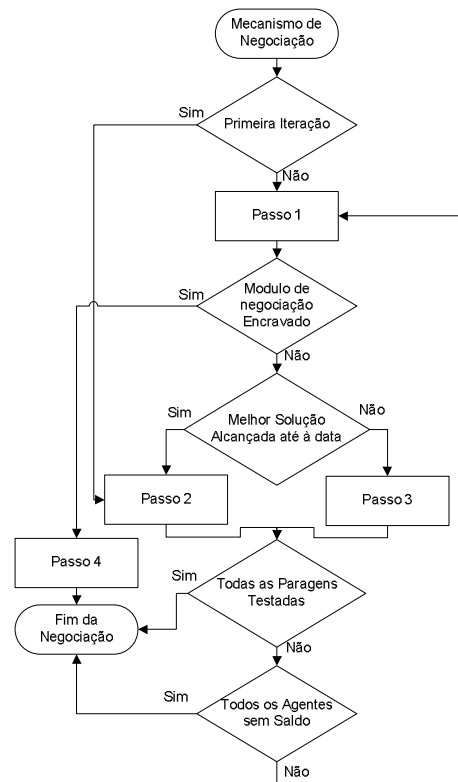 Mecanismo de
Negociação
Sim
Primeira Iteração
Não
Passo 1
Sim
Modulo de
negociação
Encravado
Não
Sim
Melhor Solução
Alcançada até à data
Não
Passo 2
Passo 3
Passo 4
Sim
Todas as Paragens
Testadas
Fim da
Negociação
Não
Sim
Todos os Agentes
sem Saldo
Não